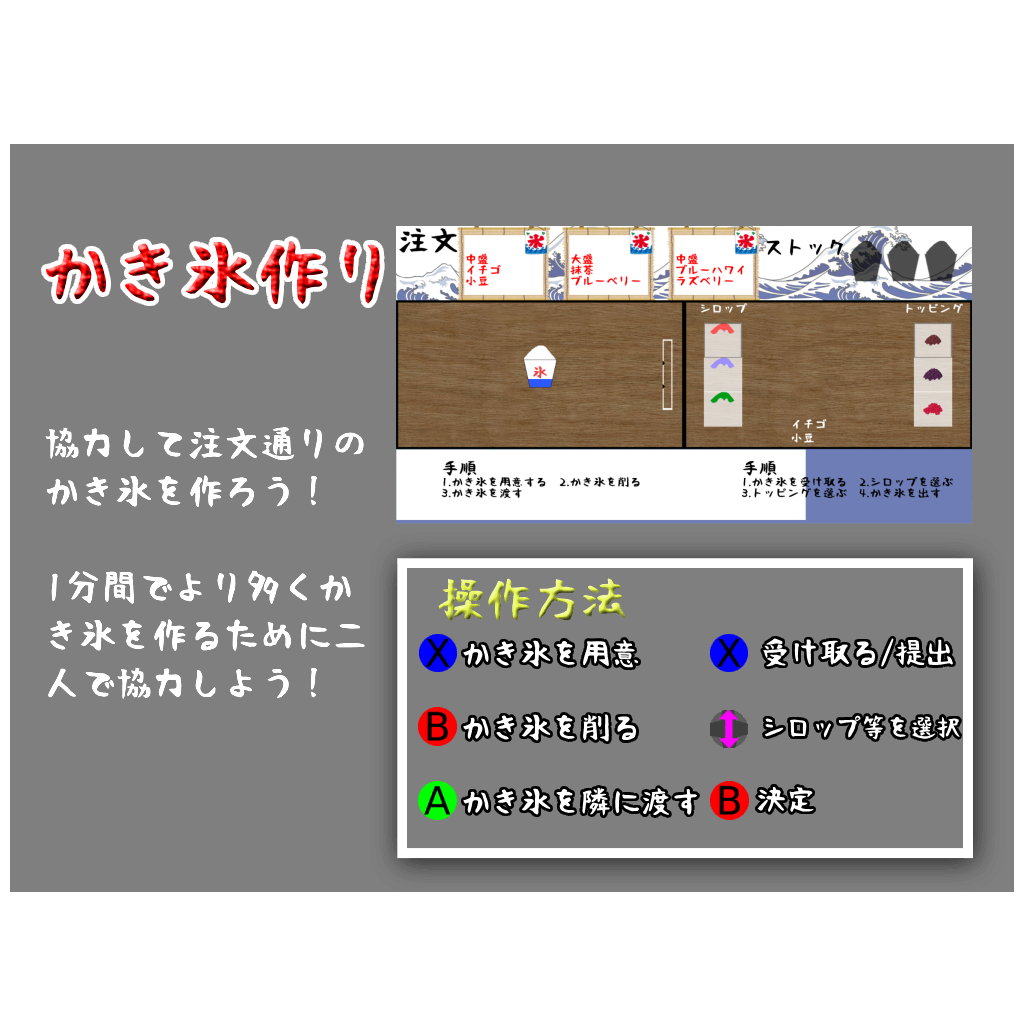 かき氷作り
協力して注文通りの
かき氷を作ろう！
1分間でより多くか
き氷を作るために二
人で協力しよう！
注文
中盛
イチゴ
小豆
氷
大盛
抹茶
ブルーベリー
氷
中盛
ブルーハワイ
ラズベリー
氷
ストック
氷
シロップ
トッピング
イチゴ
小豆
手順
1.かき氷を用意する 2.かき氷を削る
3.かき氷を渡す
手順
1.かき氷を受け取る 2.シロップを選ぶ
3.トッピングを選ぶ 4.かき氷を出す
操作方法
X かき氷を用意
X 受け取る/提出
B かき氷を削る
シロップ等を選択
A かき氷を隣に渡す
B 決定